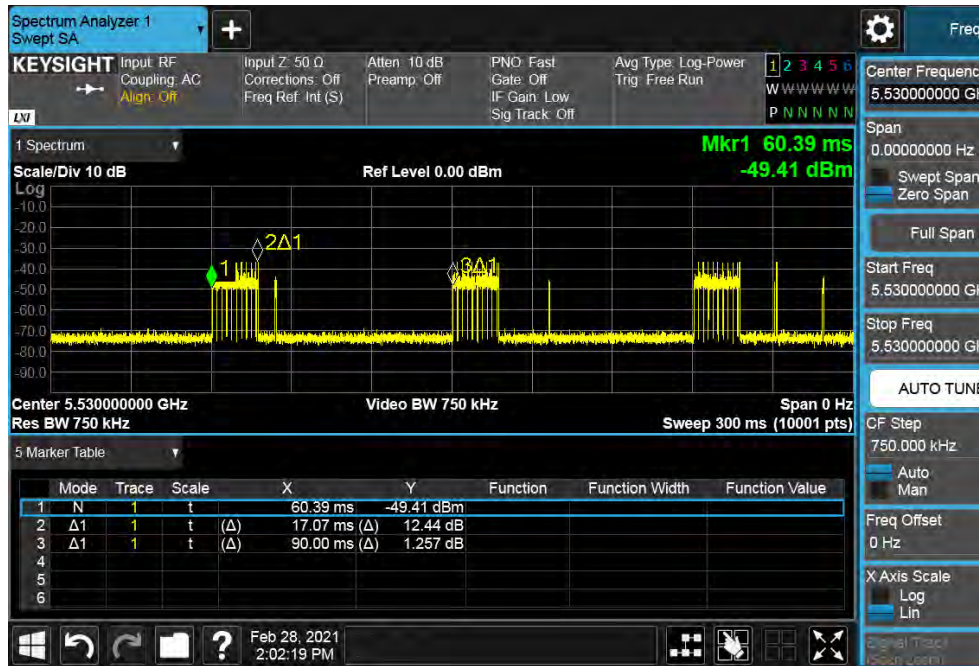 Spectrum Analyzer 1
Swept SA
+
Freq
KEYSIGHT
LXI
Input: RF
Coupling: AC
Align: Off
Input Z: 50 Ω
Corrections: Off
Freq Ref: Int (S)
Atten: 10 dB
Preamp: Off
PNO: Fast
Gate: Off
IF Gain: Low
Sig Track: Off
Avg Type: Log-Power
Trig: Free Run
1 2 3 4 5 6
W W W W W W
P N N N N N
1 Spectrum
Scale/Div 10 dB
Ref Level 0.00 dBm
Mkr1 60.39 ms
-49.41 dBm
Log
-10.0
-20.0
-30.0
-40.0
-50.0
-60.0
-70.0
-80.0
-90.0
1
2Δ1
3Δ1
Center 5.530000000 GHz
Video BW 750 kHz
Span 0 Hz
Res BW 750 kHz
Sweep 300 ms (10001 pts)
5 Marker Table
Mode Trace Scale X Y Function Function Width Function Value
1 N 1 t 60.39 ms -49.41 dBm
2 Δ1 1 t (Δ) 17.07 ms (Δ) 12.44 dB
3 Δ1 1 t (Δ) 90.00 ms (Δ) 1.257 dB
4
5
6
Center Frequenc
5.530000000 G
Span
0.00000000 Hz
Swept Span
Zero Span
Full Span
Start Freq
5.530000000 G
Stop Freq
5.530000000 G
AUTO TUN
CF Step
750.000 kHz
Auto
Man
Freq Offset
0 Hz
X Axis Scale
Log
Lin
Signal Track
?
Feb 28, 2021
2:02:19 PM